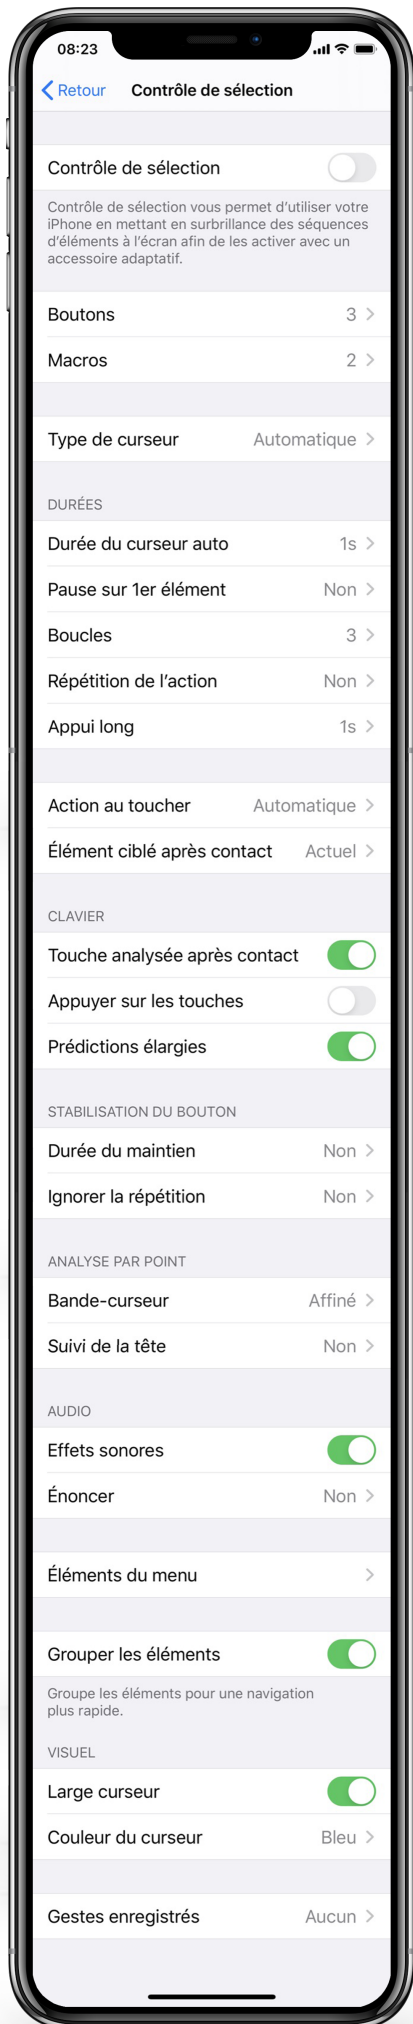 08:23
Retour Contrôle de sélection
Contrôle de sélection
Contrôle de sélection vous permet d'utiliser votre
iPhone en mettant en surbrillance des séquences
d'éléments à l'écran afin de les activer avec un
accessoire adaptatif.
Boutons 3
Macros 2
Type de curseur Automatique
DURÉES
Durée du curseur auto 1s
Pause sur 1er élément Non
Boucles 3
Répétition de l'action Non
Appui long 1s
Action au toucher Automatique
Élément ciblé après contact Actuel
CLAVIER
Touche analysée après contact
Appuyer sur les touches
Prédictions élargies
STABILISATION DU BOUTON
Durée du maintien Non
Ignorer la répétition Non
ANALYSE PAR POINT
Bande-curseur Affiné
Suivi de la tête Non
AUDIO
Effets sonores
Énoncer Non
Éléments du menu
Grouper les éléments
Groupe les éléments pour une navigation
plus rapide.
VISUEL
Large curseur
Couleur du curseur Bleu
Gestes enregistrés Aucun